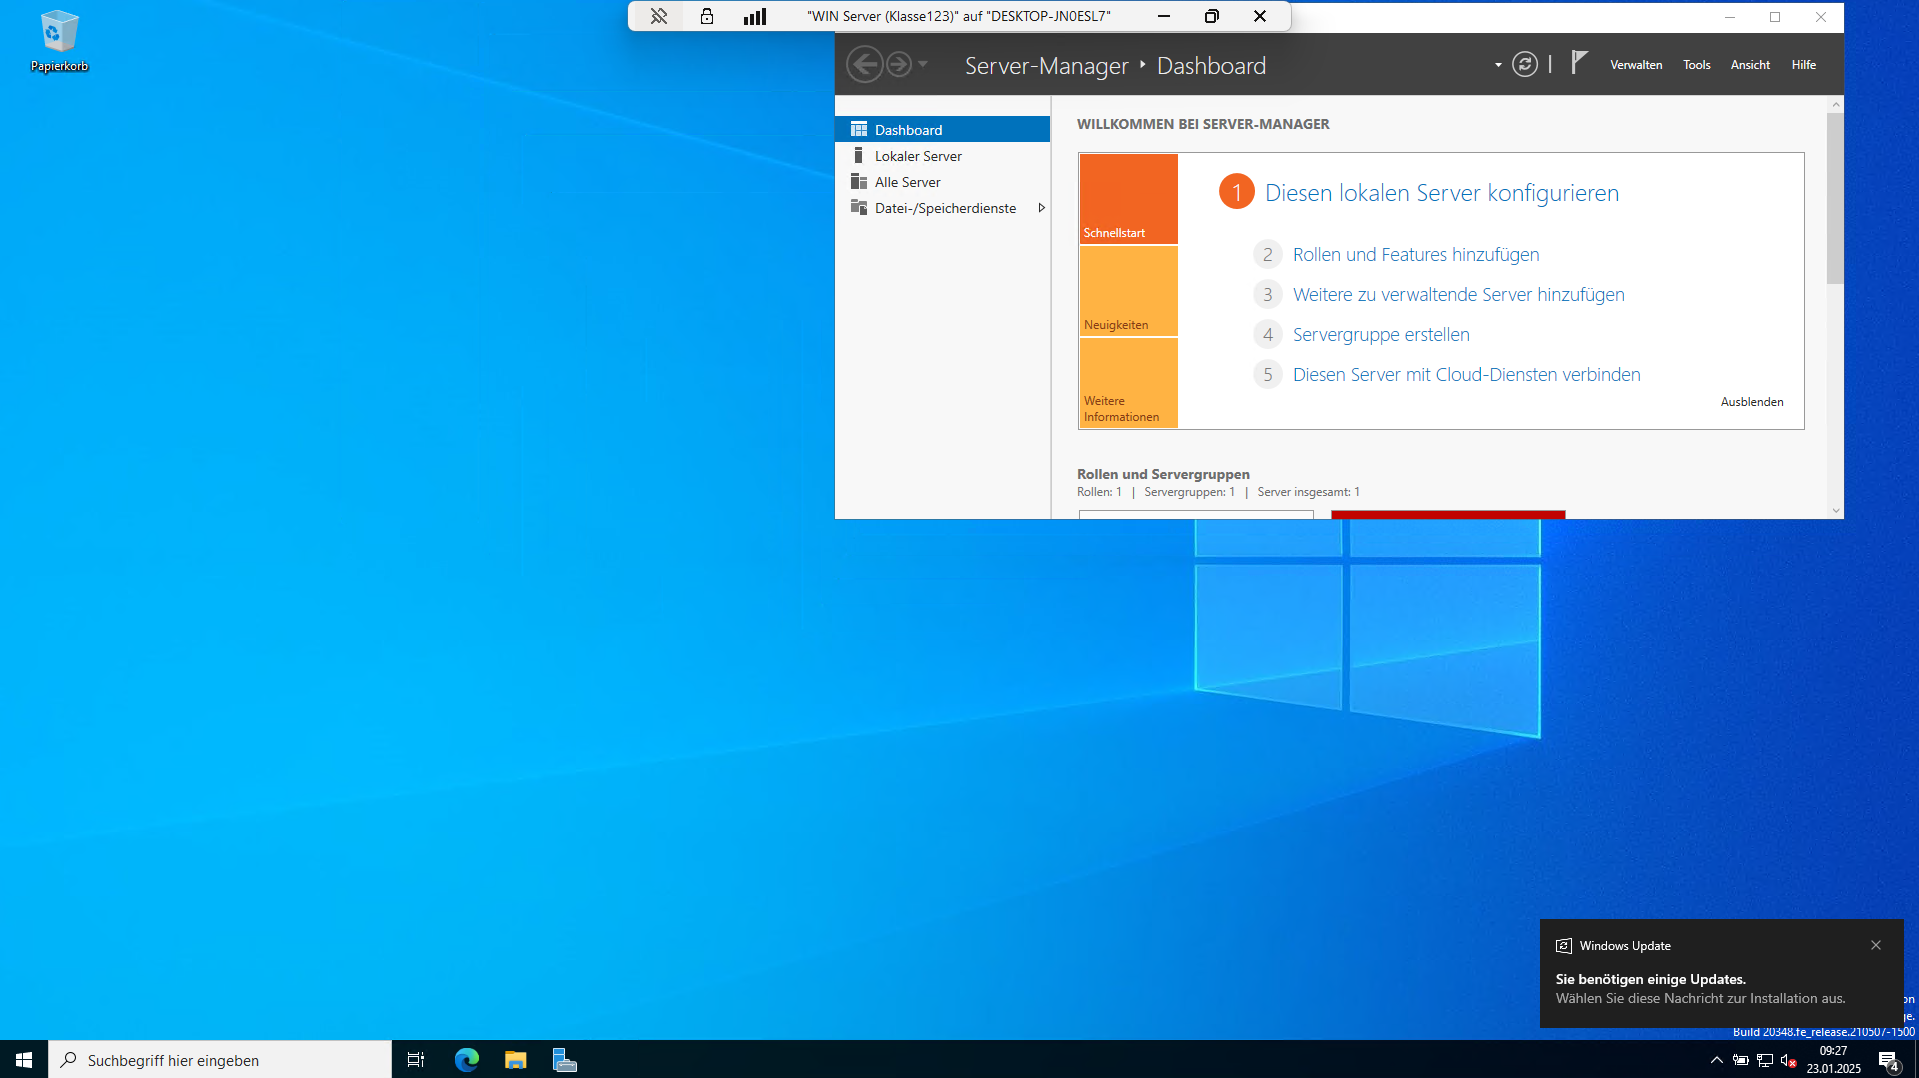 Papierkorb
"WIN Server (Klasse123)" auf "DESKTOP-JN0ESL7"
Server-Manager ‣ Dashboard
Verwalten Tools Ansicht Hilfe
Dashboard
Lokaler Server
Alle Server
Datei-/Speicherdienste
WILLKOMMEN BEI SERVER-MANAGER
Schnellstart
Neuigkeiten
Weitere
Informationen
1 Diesen lokalen Server konfigurieren
2 Rollen und Features hinzufügen
3 Weitere zu verwaltende Server hinzufügen
4 Servergruppe erstellen
5 Diesen Server mit Cloud-Diensten verbinden
Ausblenden
Rollen und Servergruppen
Rollen: 1 | Servergruppen: 1 | Server insgesamt: 1
Windows Update
Sie benötigen einige Updates.
Wählen Sie diese Nachricht zur Installation aus.
on
ge.
Build 20348.fe_release.210507-1500
Suchbegriff hier eingeben
09:27
23.01.2025
4